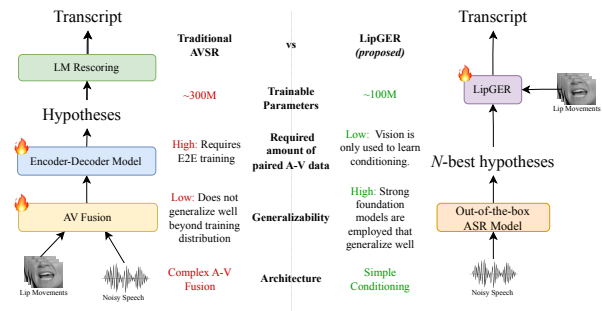 Transcript
LM Rescoring
Hypotheses
Encoder-Decoder Model
AV Fusion
Lip Movements
Noisy Speech
Traditional
AVSR
vs
LipGER
(proposed)
~300M
Trainable
Parameters
~100M
High: Requires
E2E training
Required
amount of
paired A-V data
Low: Vision is
only used to learn
conditioning.
Low: Does not
generalize well
beyond training
distribution
Generalizability
High: Strong
foundation
models are
employed that
generalize well
Complex A-V
Fusion
Architecture
Simple
Conditioning
Transcript
LipGER
Lip Movements
N-best hypotheses
Out-of-the-box
ASR Model
Noisy Speech